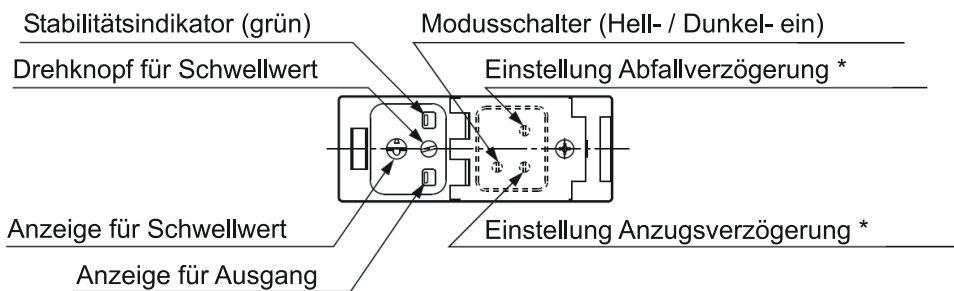 Stabilitätsindikator (grün)
Modusschalter (Hell- / Dunkel- ein)
Drehknopf für Schwellwert
Einstellung Abfallverzögerung *
Anzeige für Schwellwert
Einstellung Anzugsverzögerung *
Anzeige für Ausgang